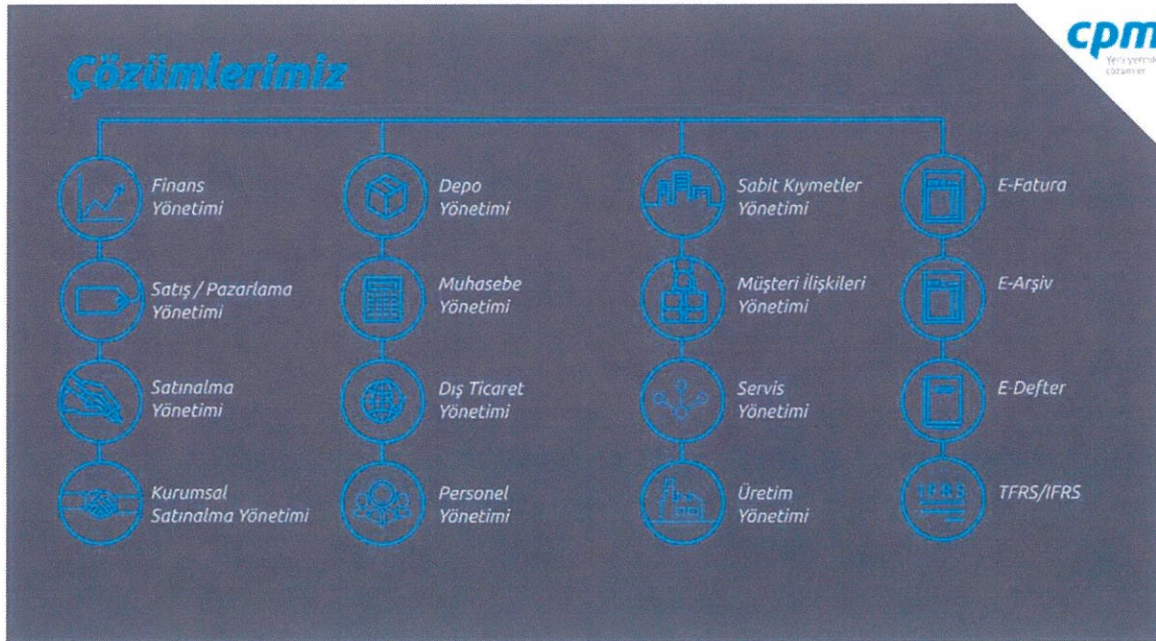 cpm
Çözümlerimiz
Finans
Yönetimi
Satış / Pazarlama
Yönetimi
Satınalma
Yönetimi
Kurumsal
Satınalma Yönetimi
Depo
Yönetimi
Muhasebe
Yönetimi
Dış Ticaret
Yönetimi
Personel
Yönetimi
Sabit Kıymetler
Yönetimi
Müşteri İlişkileri
Yönetimi
Servis
Yönetimi
Üretim
Yönetimi
E-Fatura
E-Arşiv
E-Defter
TFRS/IFRS